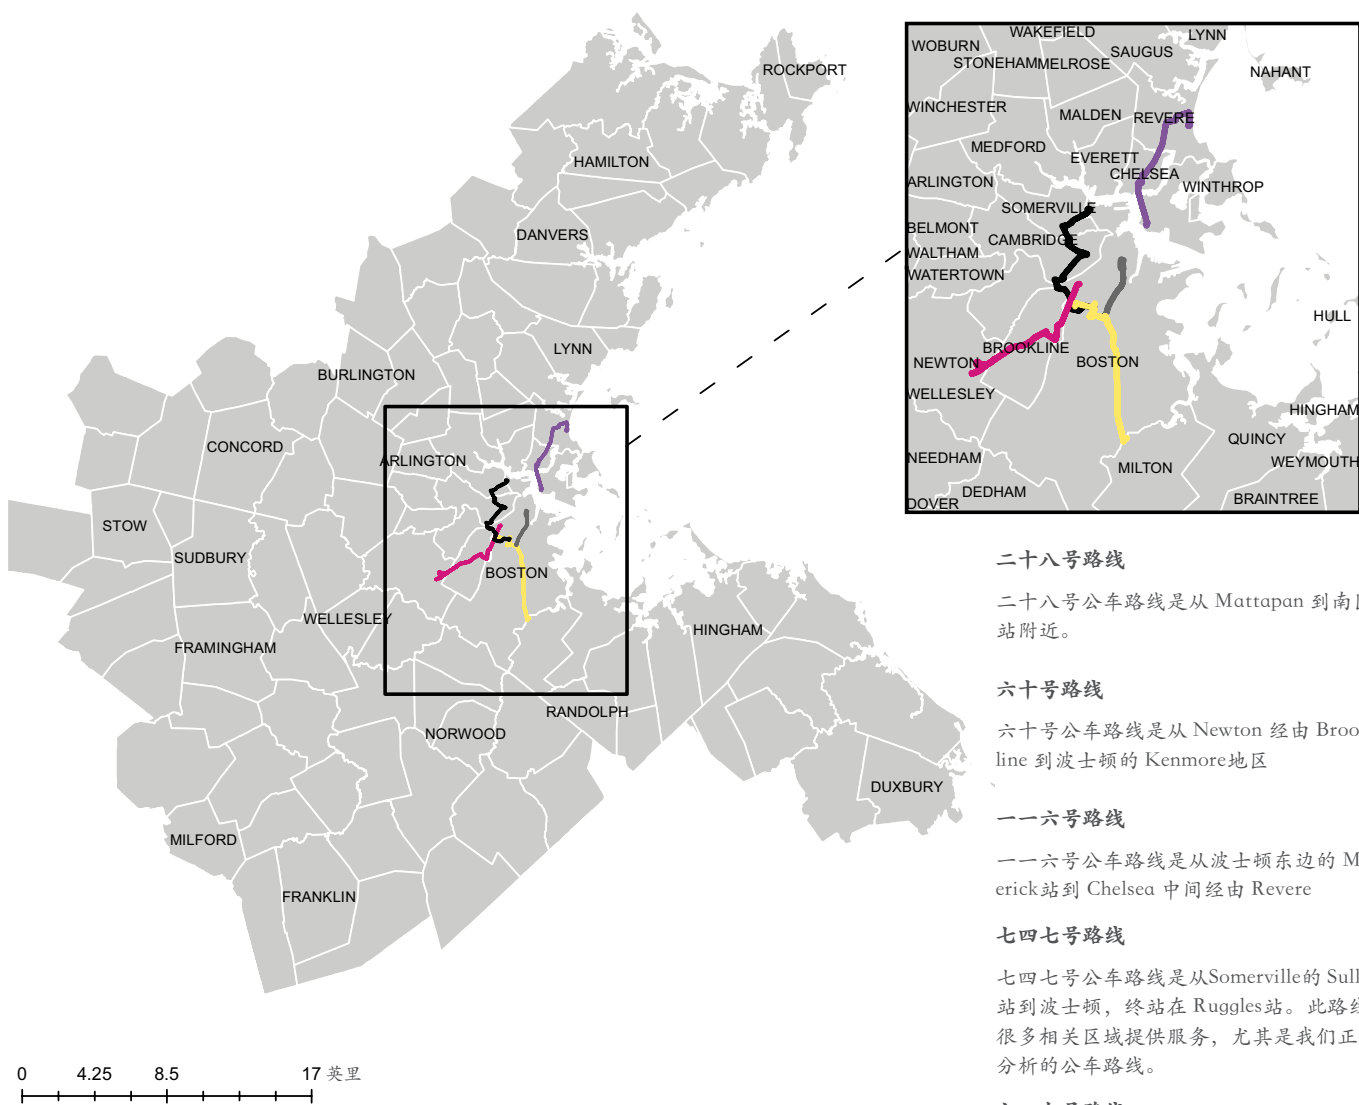 ROCKPORT
HAMILTON
DANVERS
LYNN
BURLINGTON
CONCORD
ARLINGTON
STOW
SUDBURY
BOSTON
WELLESLEY
FRAMINGHAM
HINGHAM
RANDOLPH
NORWOOD
DUXBURY
MILFORD
FRANKLIN
0 4.25 8.5 17 英里
WAKEFIELD
LYNN
WOBURN
SAUGUS
STONEHAM
MELROSE
NAHANT
WINCHESTER
MALDEN
REVERE
MEDFORD
EVERETT
CHELSEA
ARLINGTON
WINTHROP
SOMERVILLE
BELMONT
CAMBRIDGE
WALTHAM
WATERTOWN
HULL
BROOKLINE
NEWTON
BOSTON
WELLESLEY
HINGHAM
QUINCY
NEEDHAM
MILTON
WEYMOUTH
DEDHAM
BRAINTREE
DOVER
二十八号路线
二十八号公车路线是从 Mattapan 到南
站附近。
六十号路线
六十号公车路线是从 Newton 经由 Broo
line 到波士顿的 Kenmore地区
一一六号路线
一一六号公车路线是从波士顿东边的 M
erick站到 Chelsea 中间经由 Revere
七四七号路线
七四七号公车路线是从Somerville的 Sull
站到波士顿，终站在 Ruggles站。此路线
很多相关区域提供服务，尤其是我们正
分析的公车路线。